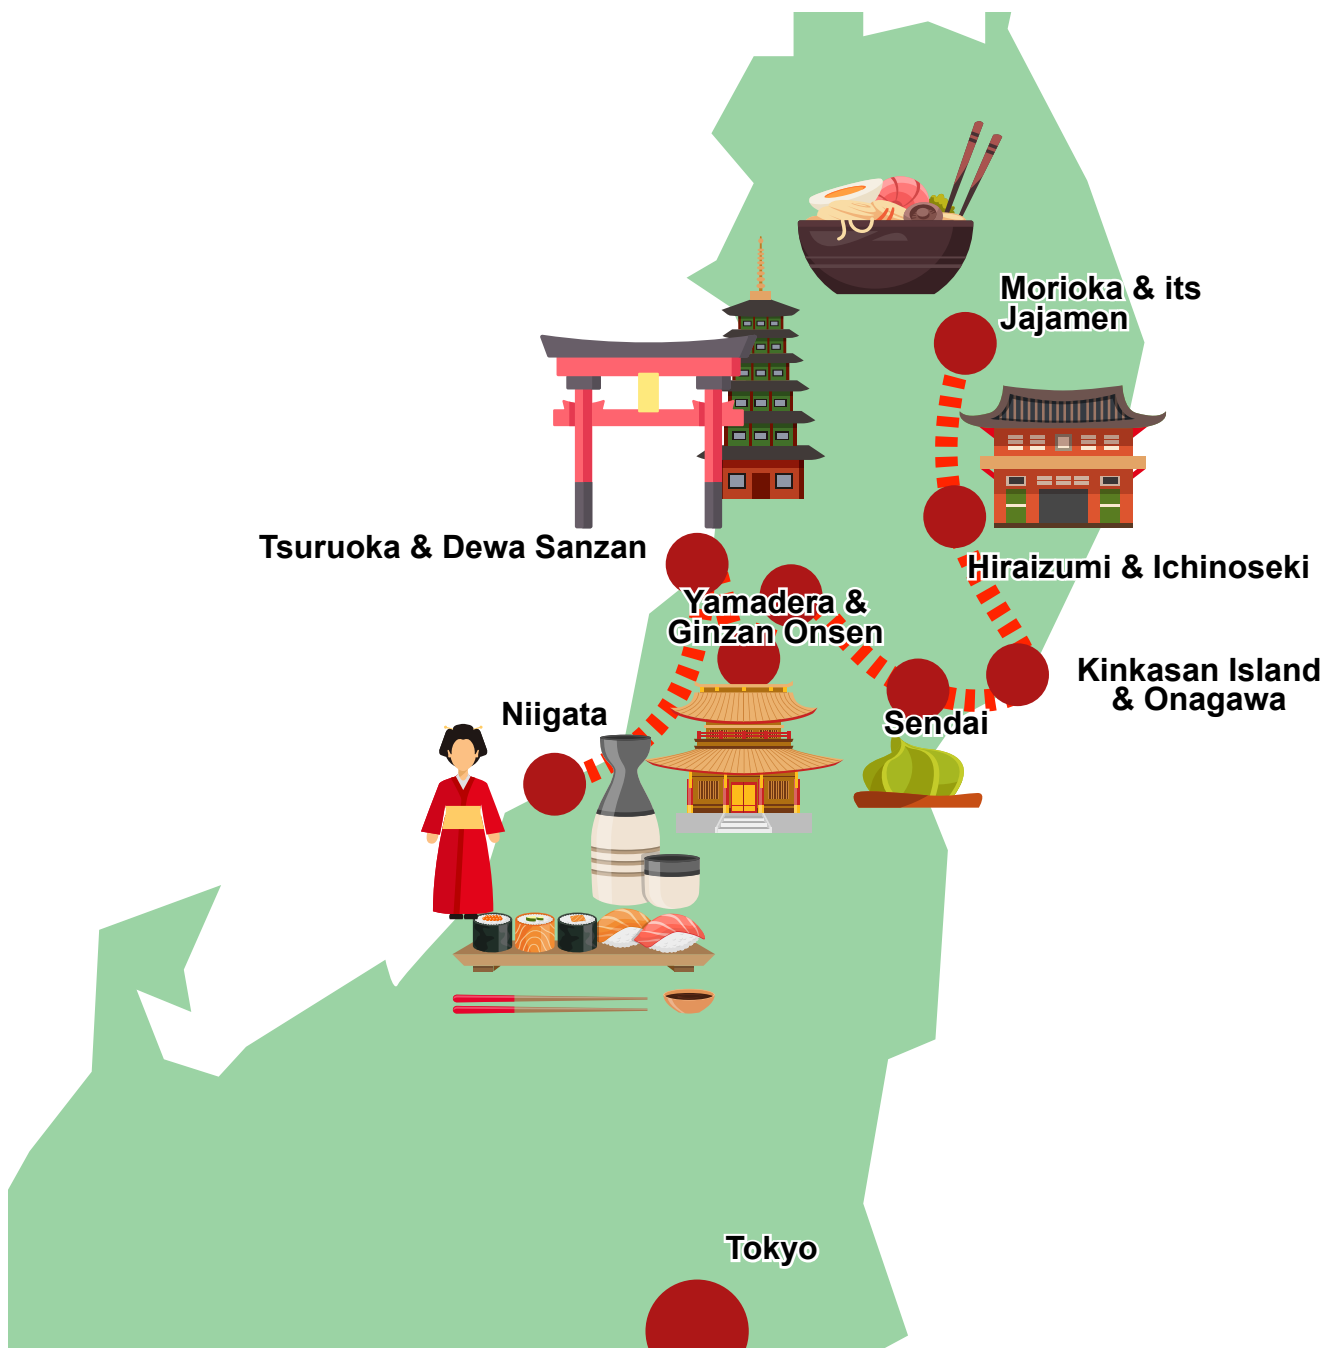 Morioka & its
Jajamen
Tsuruoka & Dewa Sanzan
Hiraizumi & Ichinoseki
Yamadera &
Ginzan Onsen
Kinkasan Island
& Onagawa
Niigata
Sendai
Tokyo